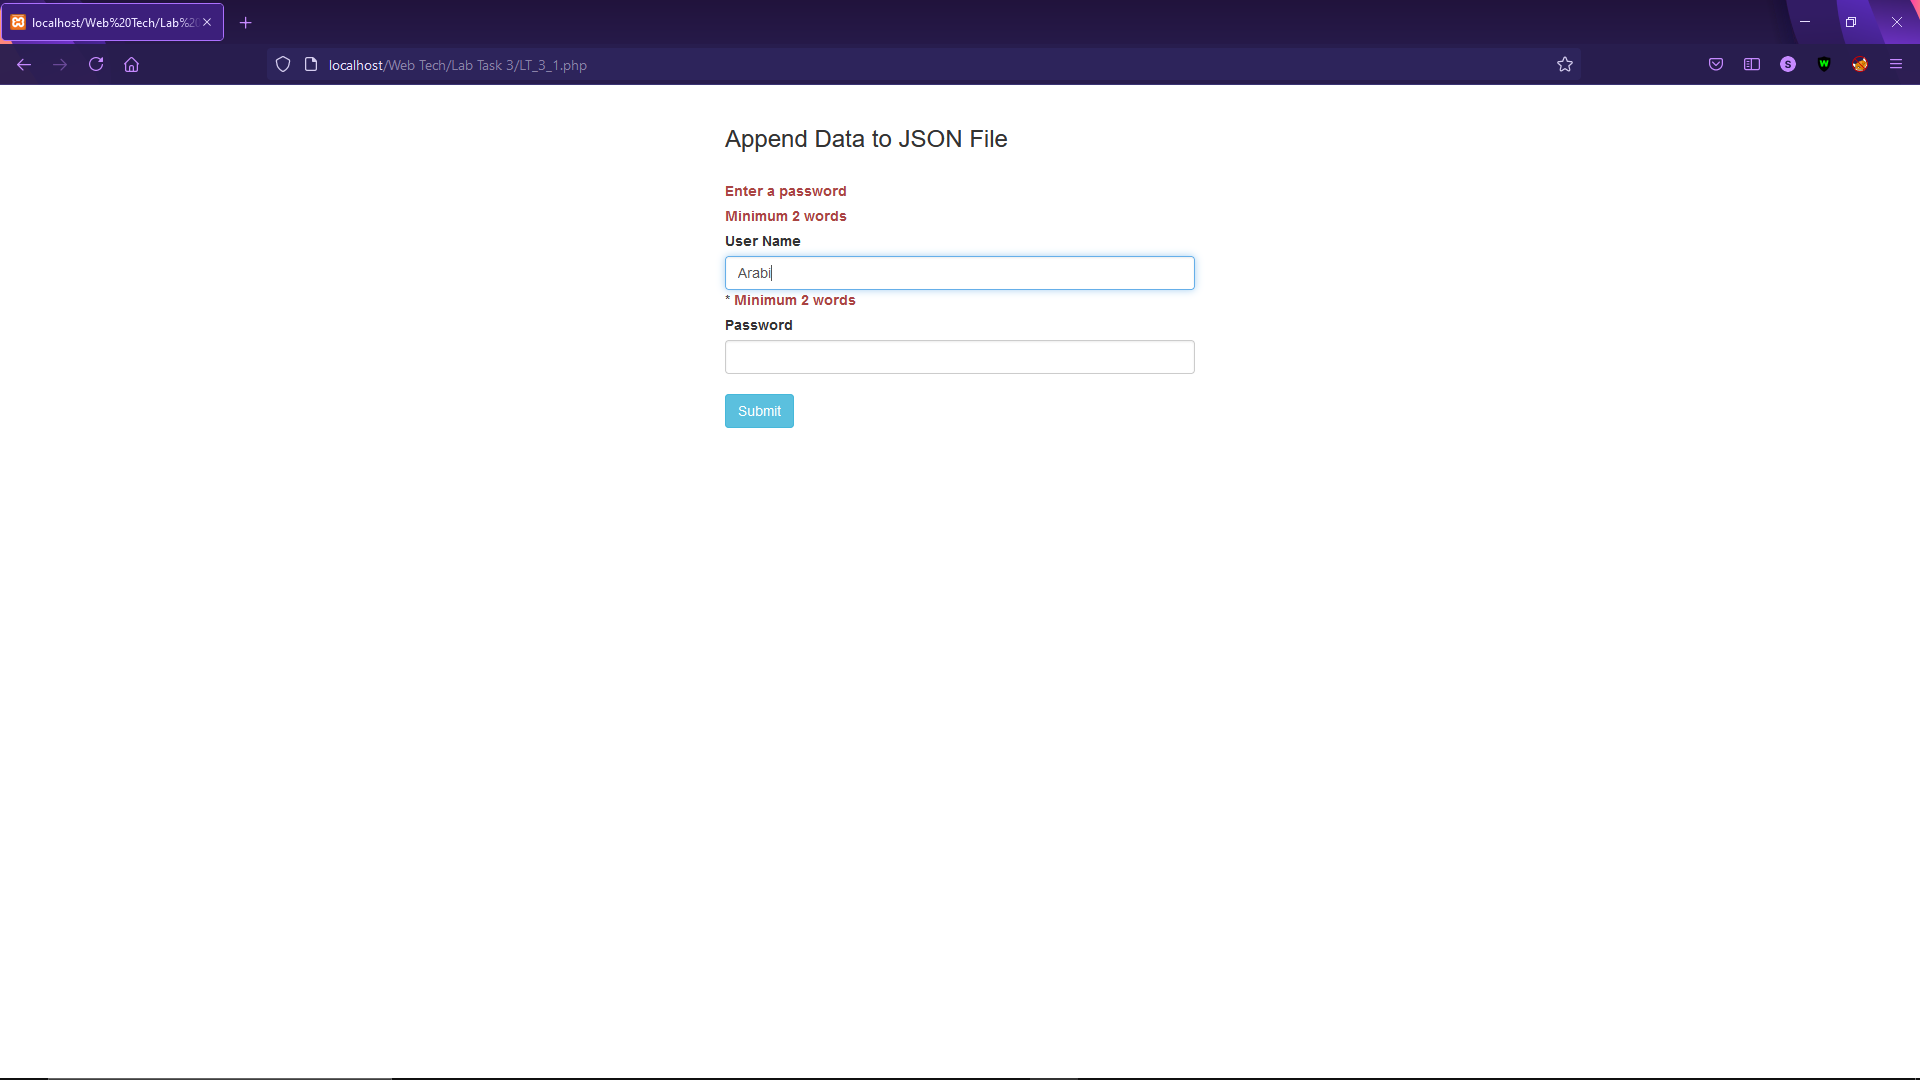 localhost/Web%20Tech/Lab%20
localhost/Web Tech/Lab Task 3/LT_3_1.php
Append Data to JSON File
Enter a password
Minimum 2 words
User Name
Arabi
* Minimum 2 words
Password
Submit